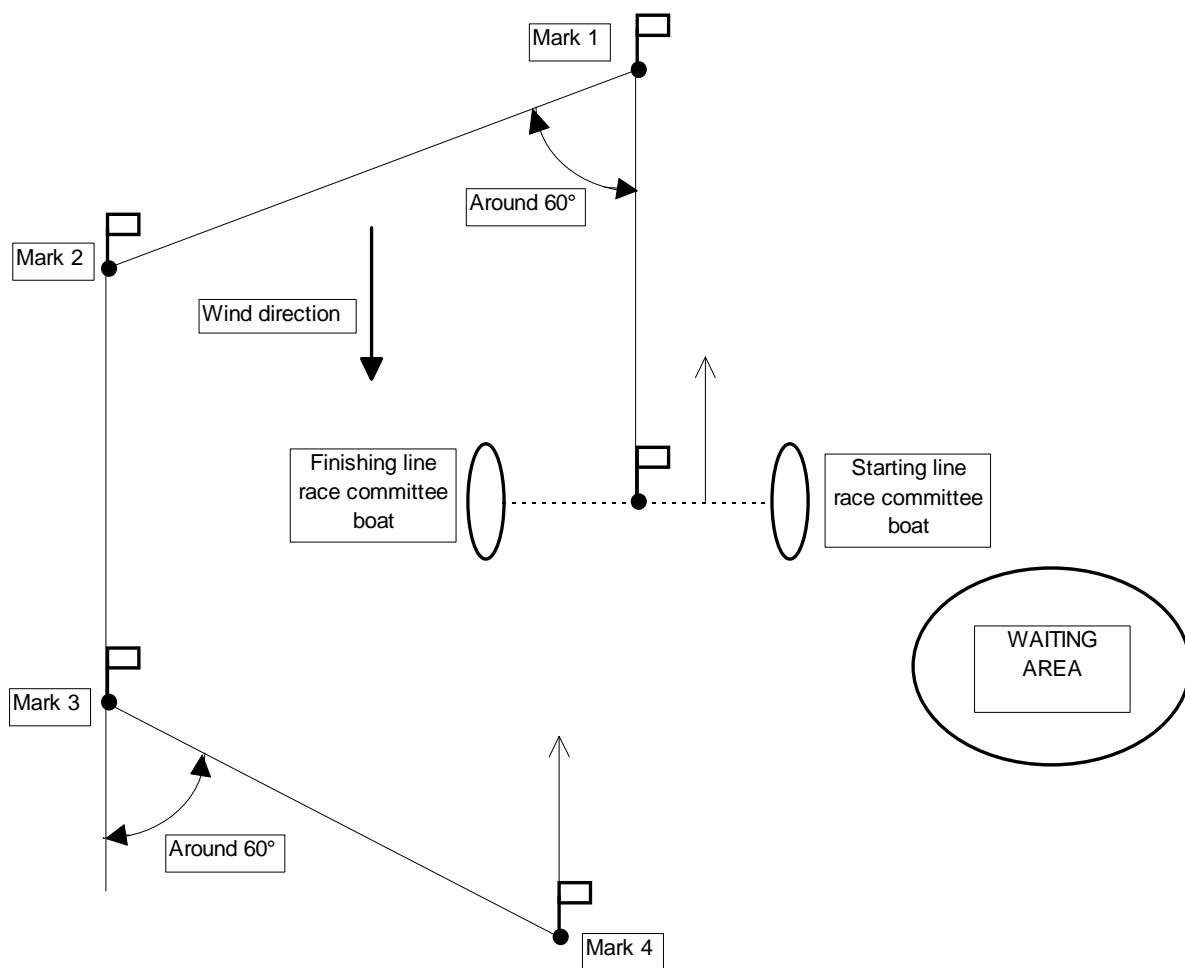 Mark 1
Around 60°
Mark 2
Wind direction
Finishing line
race committee
boat
Starting line
race committee
boat
WAITING
AREA
Mark 3
Around 60°
Mark 4